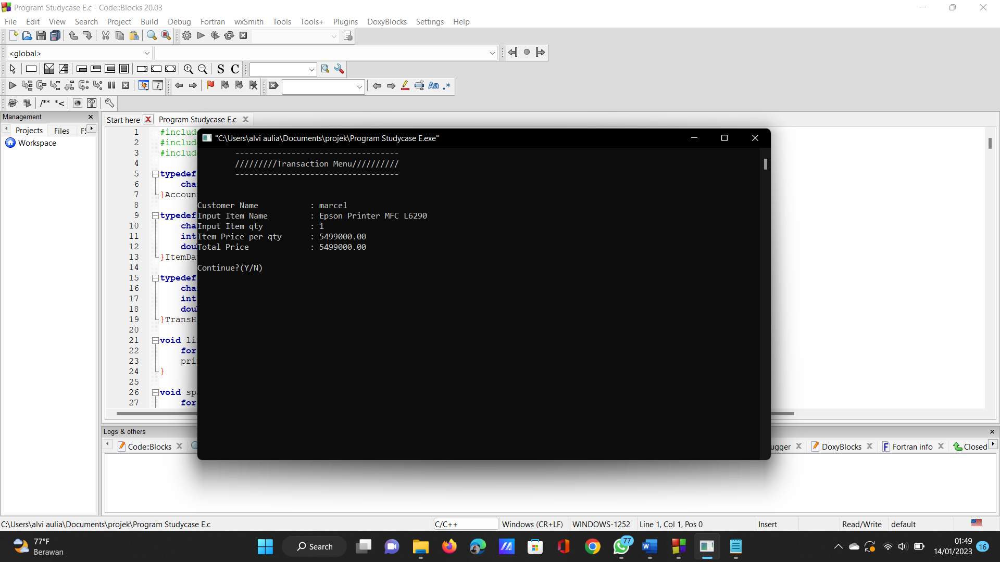 Program Studycase E.c - Code::Blocks 20.03
File Edit View Search Project Build Debug Fortran wxSmith Tools Tools+ Plugins DoxyBlocks Settings Help
<global>
S C
Aa .*
/** *<
Management
Projects Files
Workspace
Start here Program Studycase E.c
1 #include
2 #include
3 #include
4
5 typedef
6 cha
7 }Accoun
8
9 typedef
10 cha
11 int
12 dou
13 }ItemDa
14
15 typedef
16 cha
17 int
18 dou
19 }TransH
20
21 void li
22 for
23 pri
24 }
25
26 void sp
27 for
"C:\Users\alvi aulia\Documents\projek\Program Studycase E.exe"
-----------------------------------
/////////Transaction Menu//////////
-----------------------------------
Customer Name : marcel
Input Item Name : Epson Printer MFC L6290
Input Item qty : 1
Item Price per qty : 5499000.00
Total Price : 5499000.00
Continue?(Y/N)
Logs & others
Code::Blocks ugger DoxyBlocks Fortran info Closed
C:\Users\alvi aulia\Documents\projek\Program Studycase E.c C/C++ Windows (CR+LF) WINDOWS-1252 Line 1, Col 1, Pos 0 Insert Read/Write default
77°F
Berawan
Search
77
01:49
14/01/2023
16